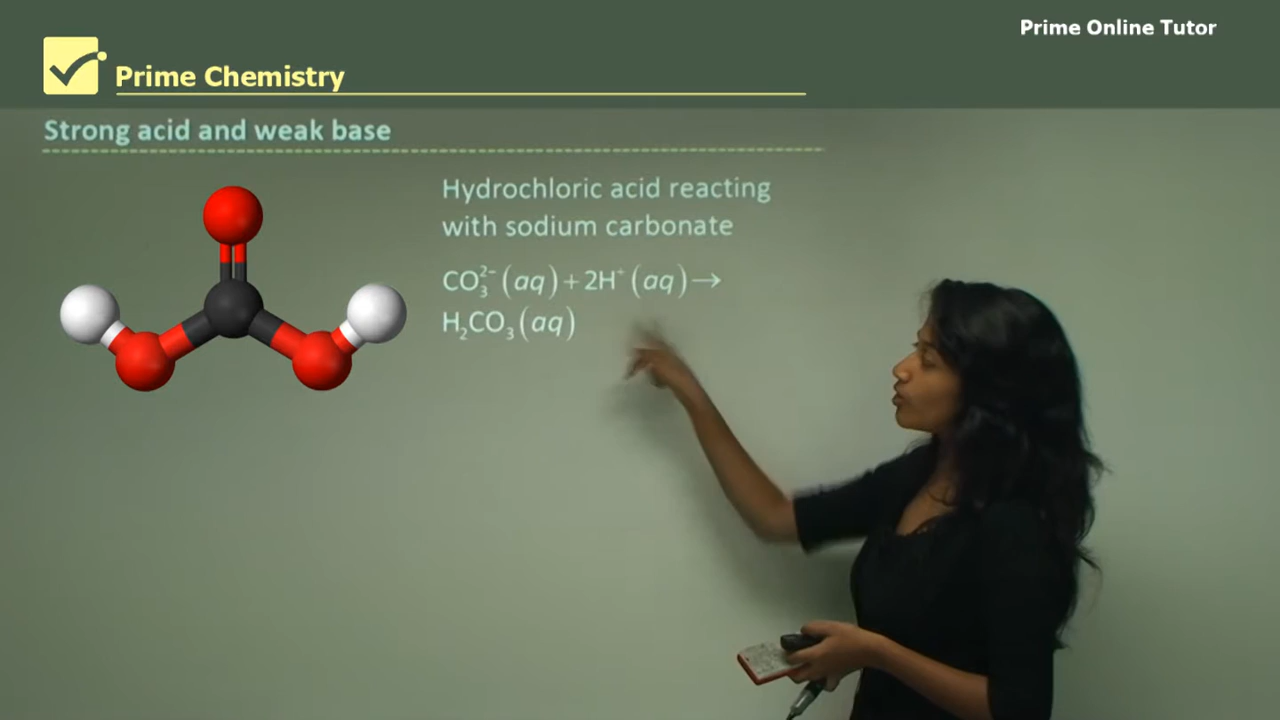 Prime Online Tutor
Prime Chemistry
Strong acid and weak base
Hydrochloric acid reacting
with sodium carbonate
CO₃²⁻(aq) + 2H⁺(aq) →
H₂CO₃(aq)